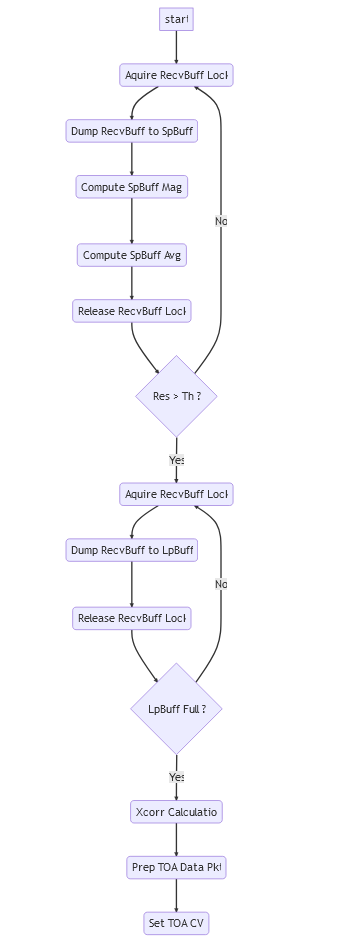 start
Aquire RecvBuff Lock
Dump RecvBuff to SpBuff
Compute SpBuff Mag
No
Compute SpBuff Avg
Release RecvBuff Lock
Res > Th ?
Yes
Aquire RecvBuff Lock
Dump RecvBuff to LpBuff
No
Release RecvBuff Lock
LpBuff Full ?
Yes
Xcorr Calculatio
Prep TOA Data Pkt
Set TOA CV